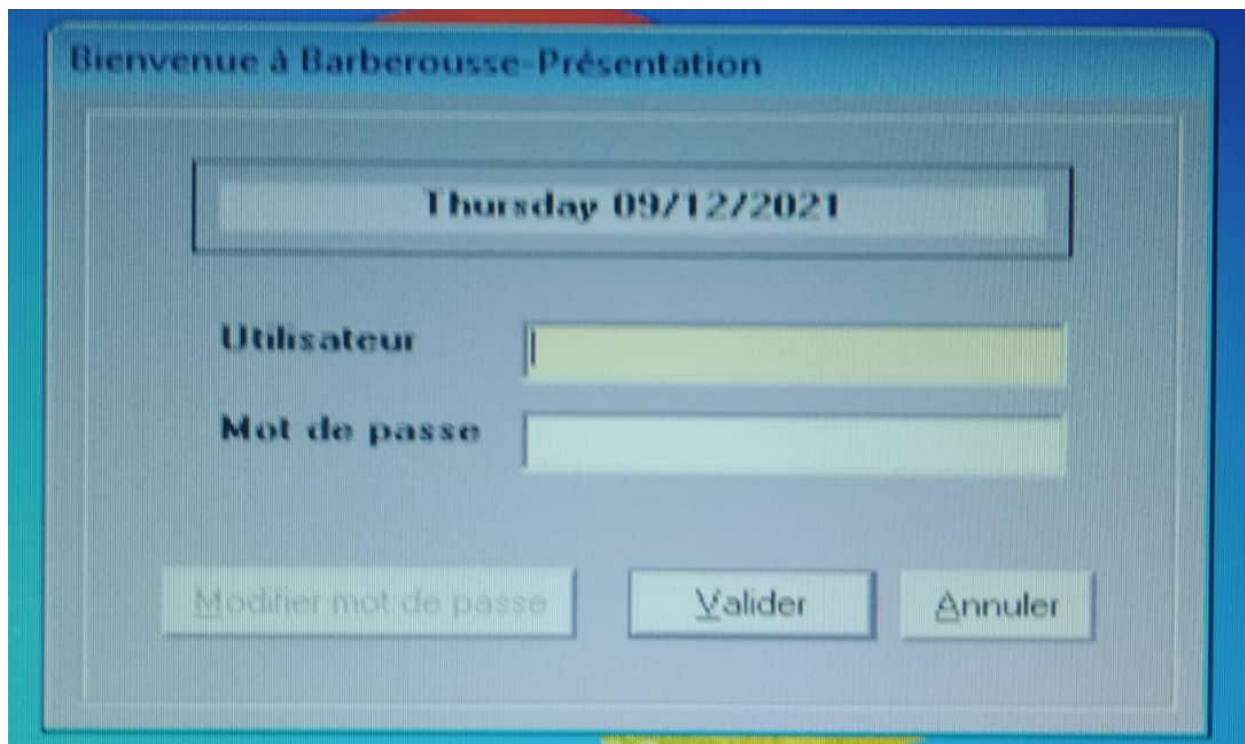 Bienvenue à Barberousse-Présentation
Thursday 09/12/2021
Utilisateur
Mot de passe
Modifier mot de passe
Valider
Annuler